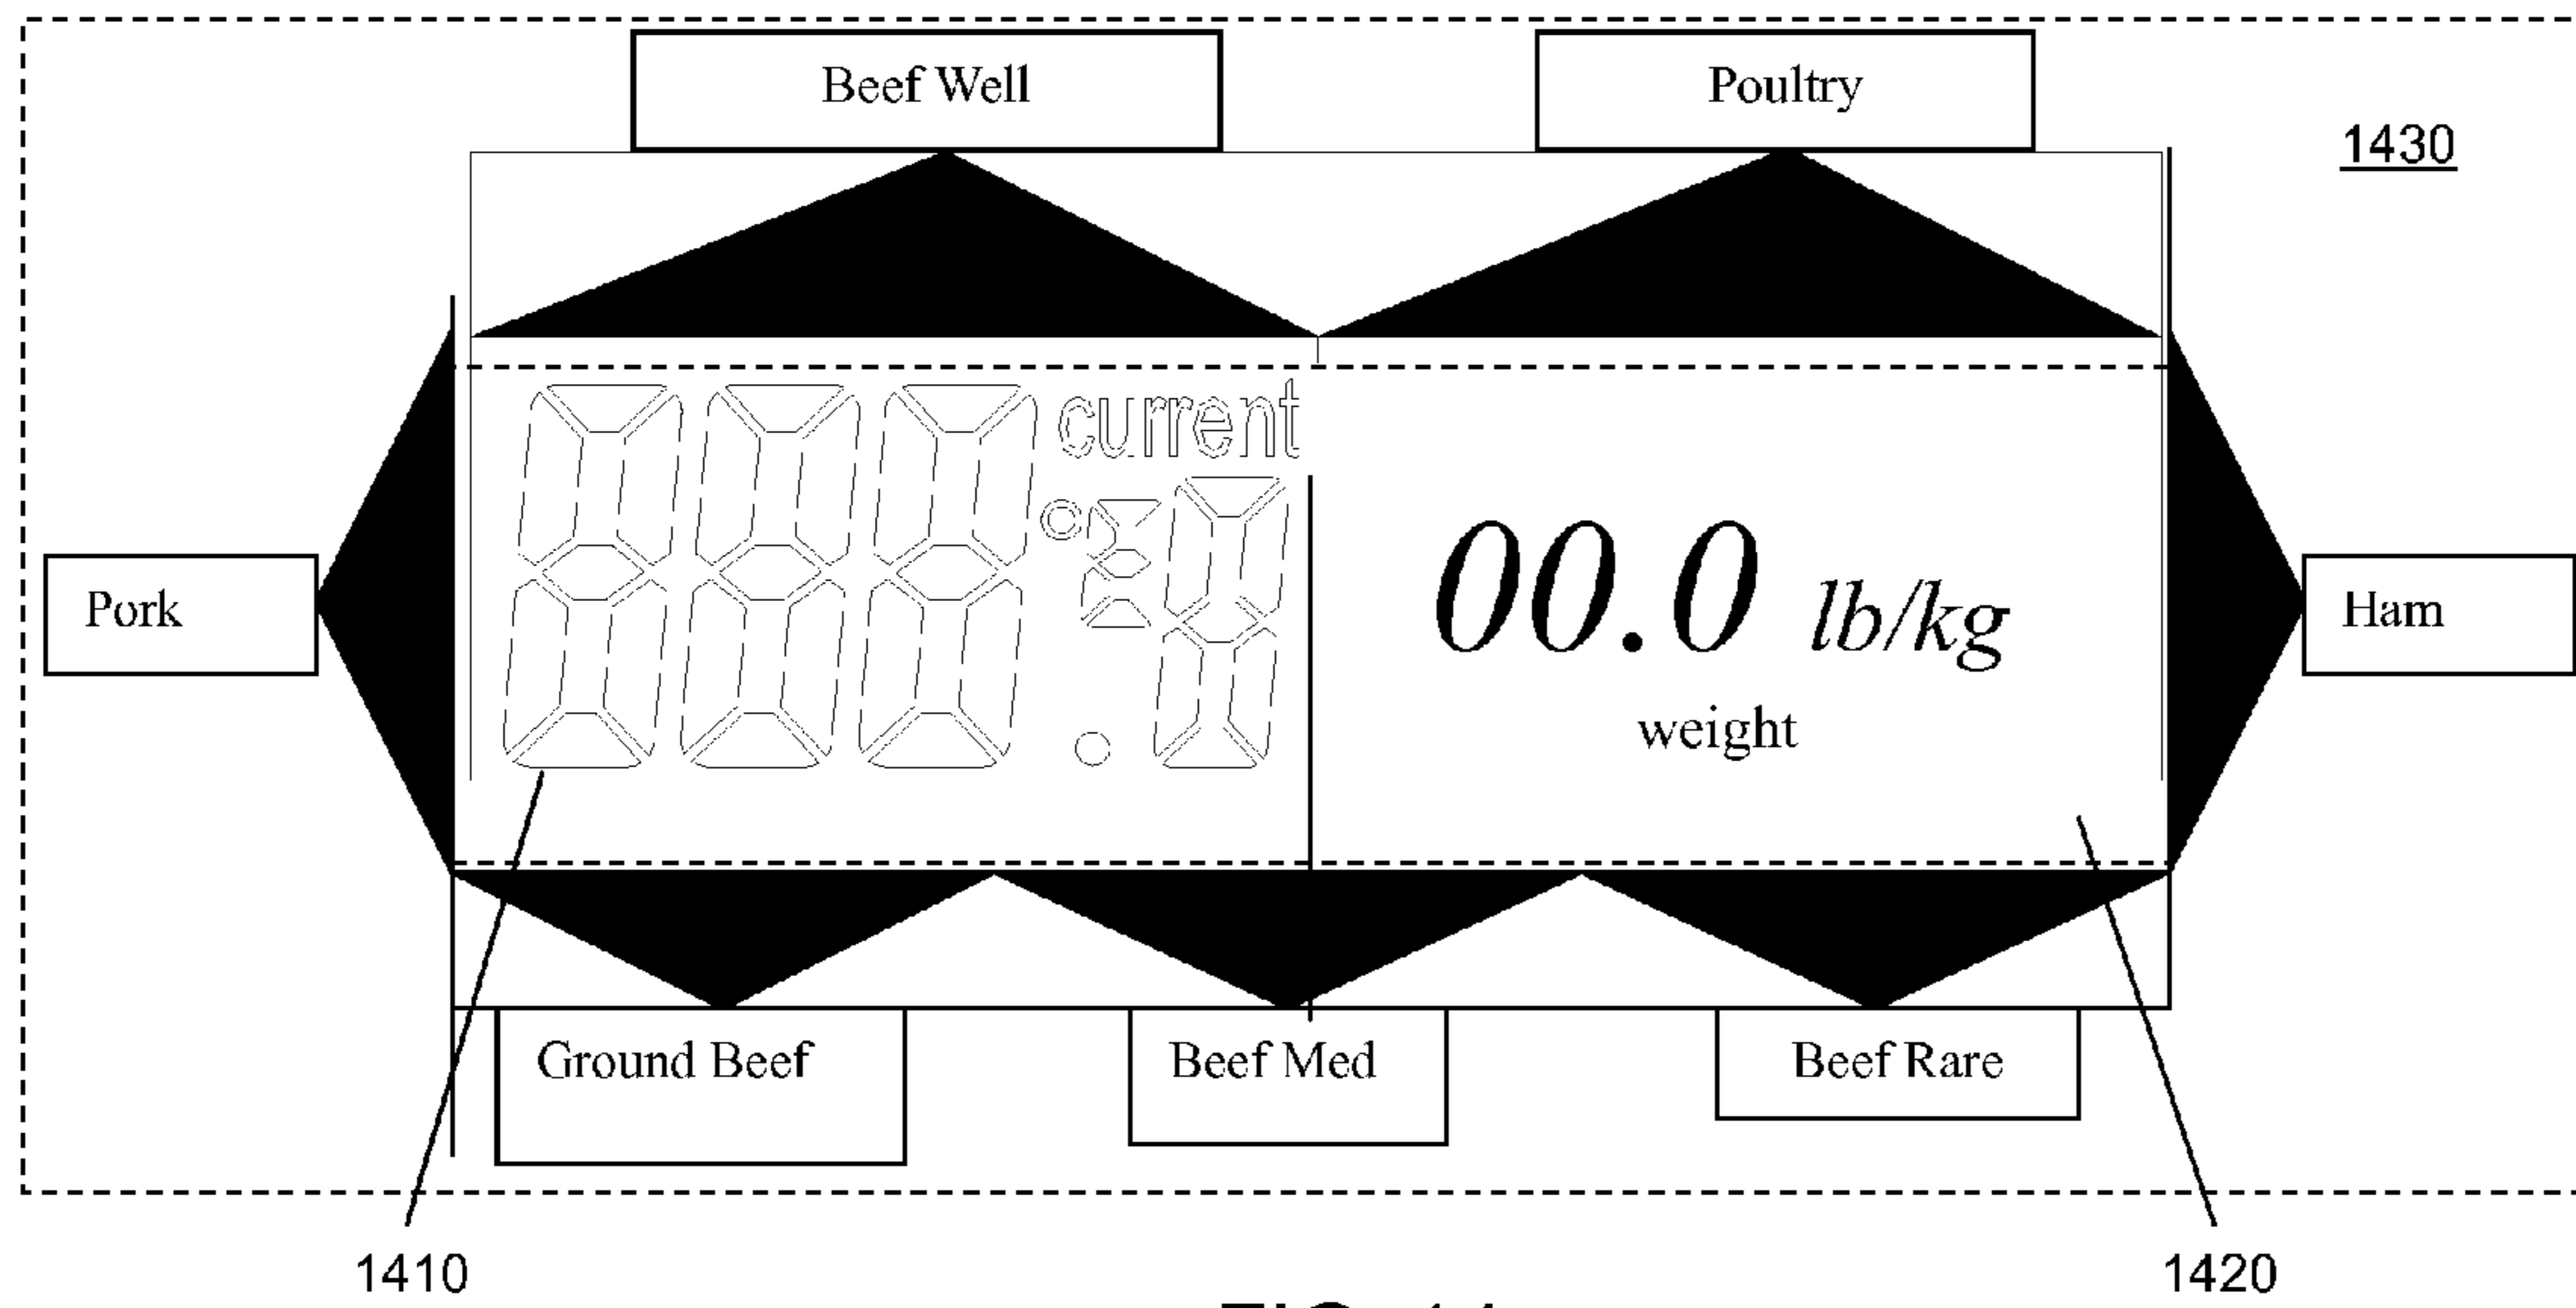 Beef Well
Poultry
1430
current
Pork
00.0 lb/kg
Ham
weight
Ground Beef
Beef Med
Beef Rare
1410
1420